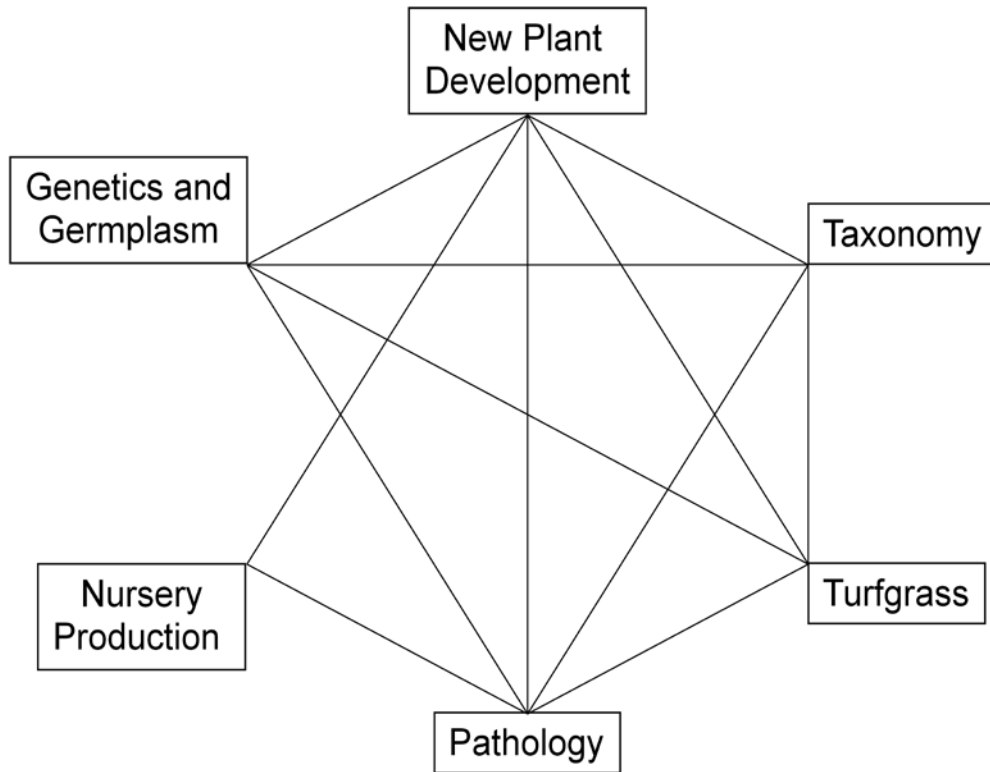 New Plant
Development
Genetics and
Germplasm
Taxonomy
Nursery
Production
Turfgrass
Pathology